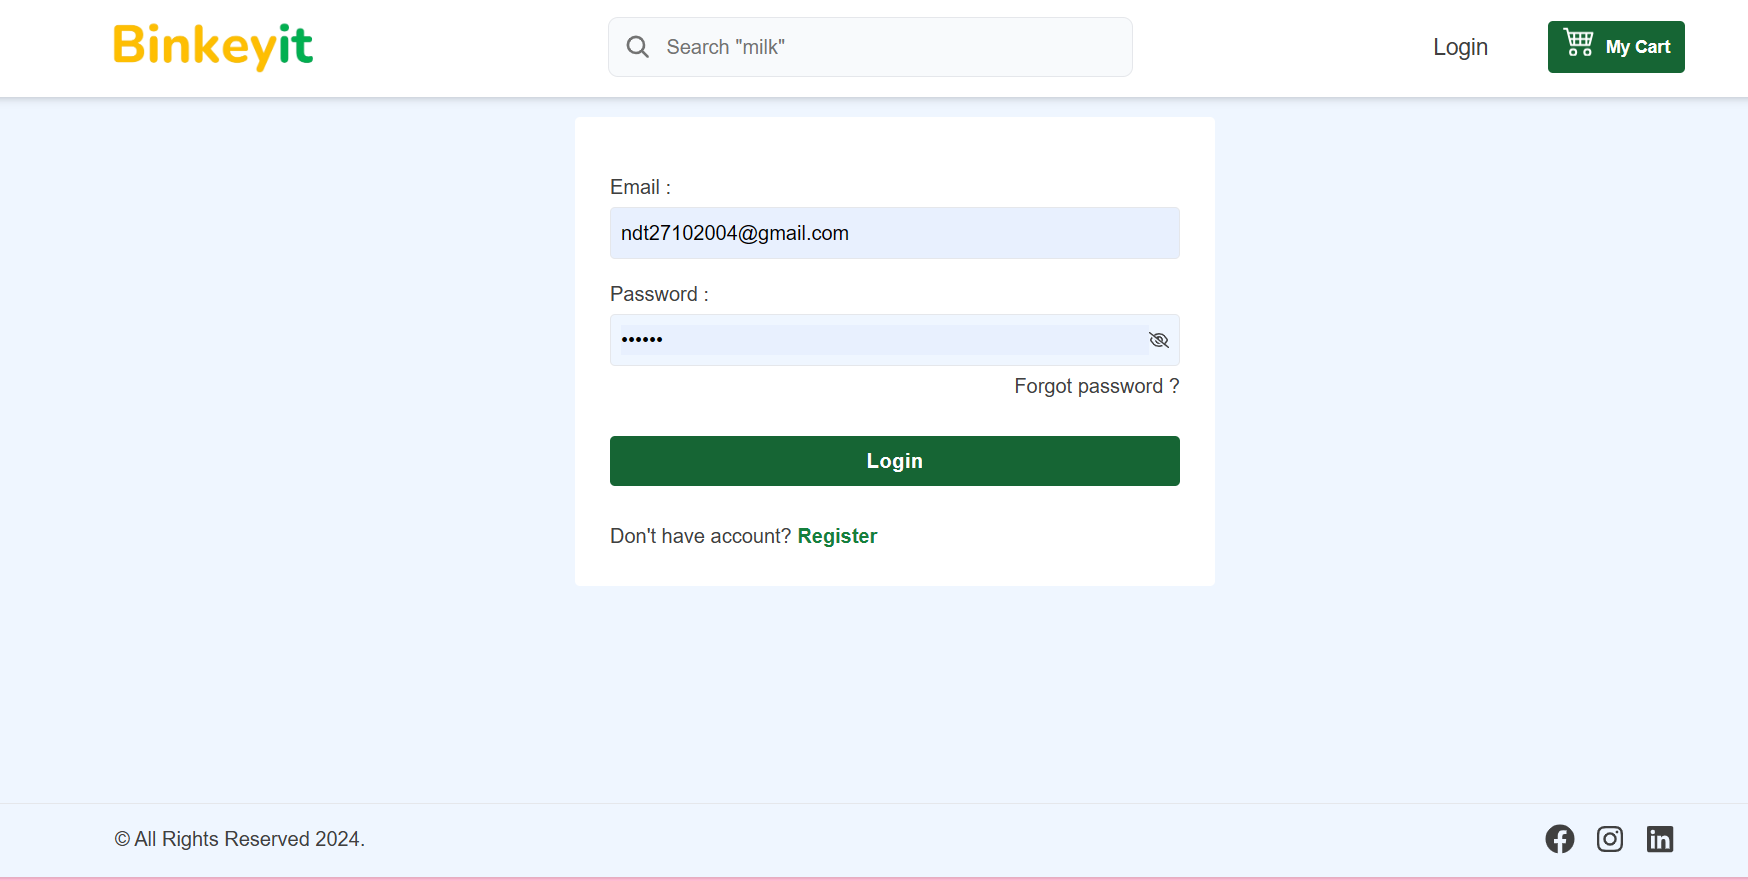 Binkeyit
Search "milk"
Login
My Cart
Email :
ndt27102004@gmail.com
Password :
••••••
Forgot password ?
Login
Don't have account? Register
© All Rights Reserved 2024.